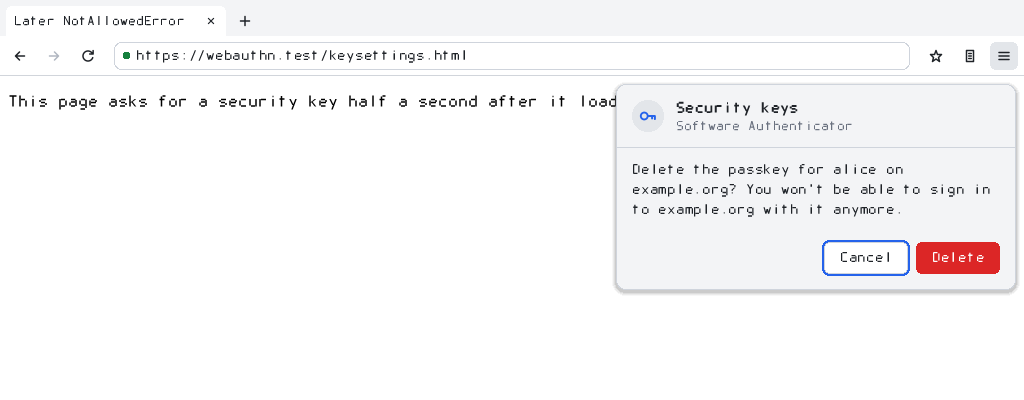 Later NotAllowedError
https://webauthn.test/keysettings.html
This page asks for a security key half a second after it load
Security keys
Software Authenticator
Delete the passkey for alice on
example.org? You won't be able to sign in
to example.org with it anymore.
Cancel
Delete